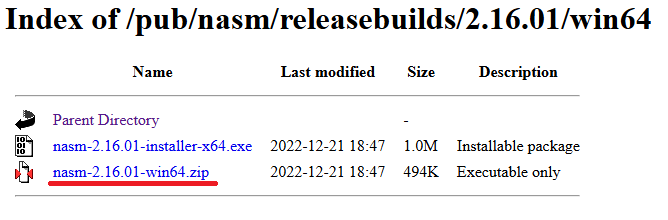 Index of /pub/nasm/releasebuilds/2.16.01/win64
Name Last modified Size Description
Parent Directory -
nasm-2.16.01-installer-x64.exe 2022-12-21 18:47 1.0M Installable package
nasm-2.16.01-win64.zip 2022-12-21 18:47 494K Executable only